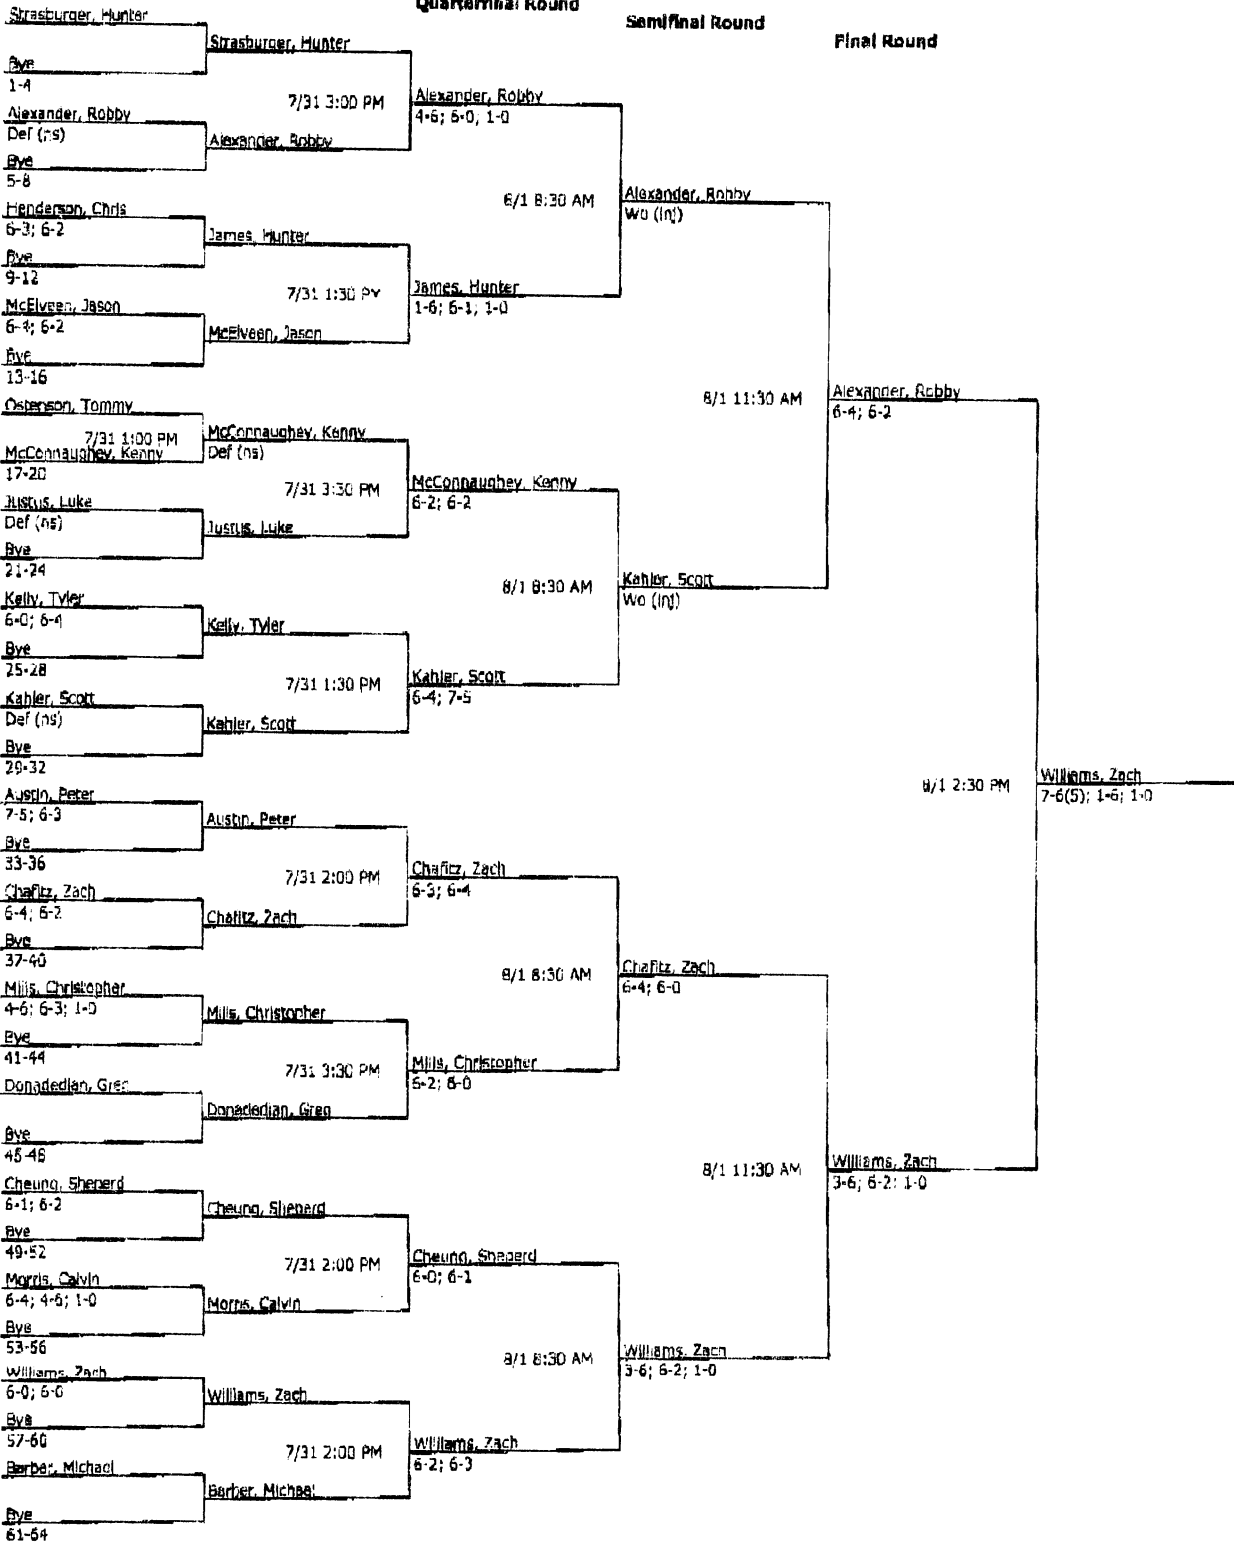 Quarterfinal Round
Semifinal Round
Final Round
Strasburger, Hunter
Bye
1-4
Alexander, Robby
Def (ns)
Bye
5-8
Henderson, Chris
6-3; 6-2
Bye
9-12
McElveen, Jason
6-4; 6-2
Bye
13-16
Ostenson, Tommy
7/31 1:00 PM
McConnaughey, Kenny
17-20
Justus, Luke
Def (ns)
Bye
21-24
Kelly, Tyler
6-0; 6-4
Bye
25-28
Kahler, Scott
Def (ns)
Bye
29-32
Austin, Peter
7-5; 6-3
Bye
33-36
Chafitz, Zach
6-4; 6-2
Bye
37-40
Mills, Christopher
4-6; 6-3; 1-0
Bye
41-44
Donadedian, Greg
Bye
45-48
Cheung, Sheperd
6-1; 6-2
Bye
49-52
Morris, Calvin
6-4; 4-6; 1-0
Bye
53-56
Williams, Zach
6-0; 6-0
Bye
57-60
Barber, Michael
Bye
61-64
Strasburger, Hunter
7/31 3:00 PM
Alexander, Robby
James, Hunter
7/31 1:30 PM
McElveen, Jason
McConnaughey, Kenny
Def (ns)
7/31 3:30 PM
Justus, Luke
Kelly, Tyler
7/31 1:30 PM
Kahler, Scott
Austin, Peter
7/31 2:00 PM
Chafitz, Zach
Mills, Christopher
7/31 3:30 PM
Donadedian, Greg
Cheung, Sheperd
7/31 2:00 PM
Morris, Calvin
Williams, Zach
7/31 2:00 PM
Barber, Michael
Alexander, Robby
4-6; 6-0; 1-0
8/1 8:30 AM
James, Hunter
1-6; 6-1; 1-0
McConnaughey, Kenny
6-2; 6-2
8/1 8:30 AM
Kahler, Scott
6-4; 7-5
Chafitz, Zach
6-3; 6-4
8/1 8:30 AM
Mills, Christopher
6-2; 6-0
Cheung, Sheperd
6-0; 6-1
8/1 8:30 AM
Williams, Zach
6-2; 6-3
Alexander, Robby
Wo (inj)
8/1 11:30 AM
Kahler, Scott
Wo (inj)
Chafitz, Zach
6-4; 6-0
8/1 11:30 AM
Williams, Zach
3-6; 6-2; 1-0
Alexander, Robby
6-4; 6-2
8/1 2:30 PM
Williams, Zach
3-6; 6-2; 1-0
Williams, Zach
7-6(5); 1-6; 1-0